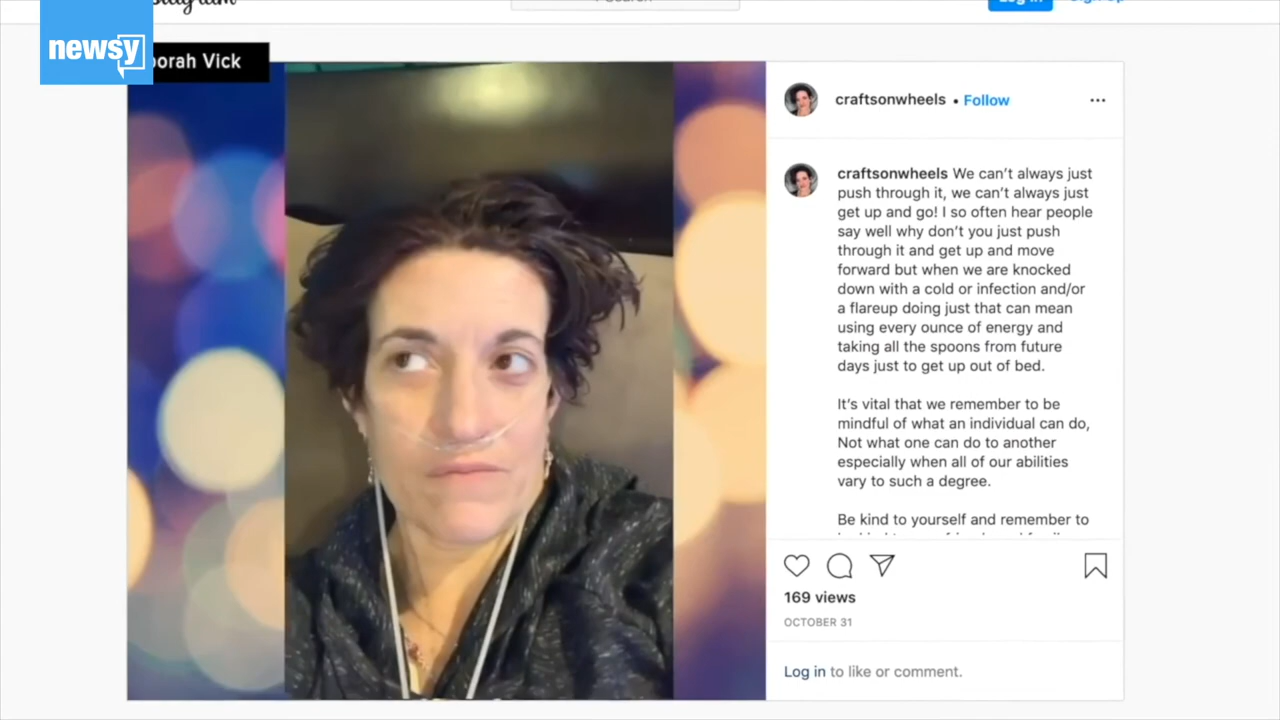 newsy
orah Vick
craftsonwheels • Follow
craftsonwheels We can’t always just
push through it, we can’t always just
get up and go! I so often hear people
say well why don’t you just push
through it and get up and move
forward but when we are knocked
down with a cold or infection and/or
a flareup doing just that can mean
using every ounce of energy and
taking all the spoons from future
days just to get up out of bed.
It’s vital that we remember to be
mindful of what an individual can do,
Not what one can do to another
especially when all of our abilities
vary to such a degree.
Be kind to yourself and remember to
169 views
OCTOBER 31
Log in to like or comment.